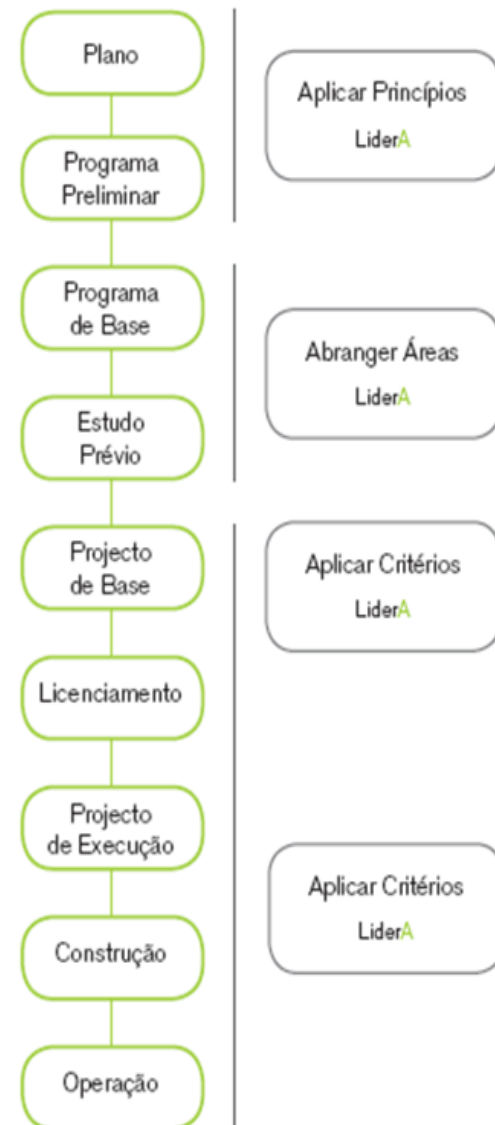 Plano
Programa
Preliminar
Aplicar Princípios
LiderA
Programa
de Base
Estudo
Prévio
Abranger Áreas
LiderA
Projecto
de Base
Licenciamento
Projecto
de Execução
Construção
Operação
Aplicar Critérios
LiderA
Aplicar Critérios
LiderA